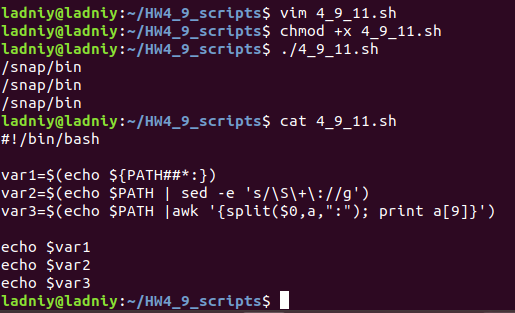 ladniy@ladniy:~/HW4_9_scripts$ vim 4_9_11.sh
ladniy@ladniy:~/HW4_9_scripts$ chmod +x 4_9_11.sh
ladniy@ladniy:~/HW4_9_scripts$ ./4_9_11.sh
/snap/bin
/snap/bin
/snap/bin
ladniy@ladniy:~/HW4_9_scripts$ cat 4_9_11.sh
#!/bin/bash

var1=$(echo ${PATH##*:})
var2=$(echo $PATH | sed -e 's/\S\+\://g')
var3=$(echo $PATH |awk '{split($0,a,":"); print a[9]}')

echo $var1
echo $var2
echo $var3
ladniy@ladniy:~/HW4_9_scripts$